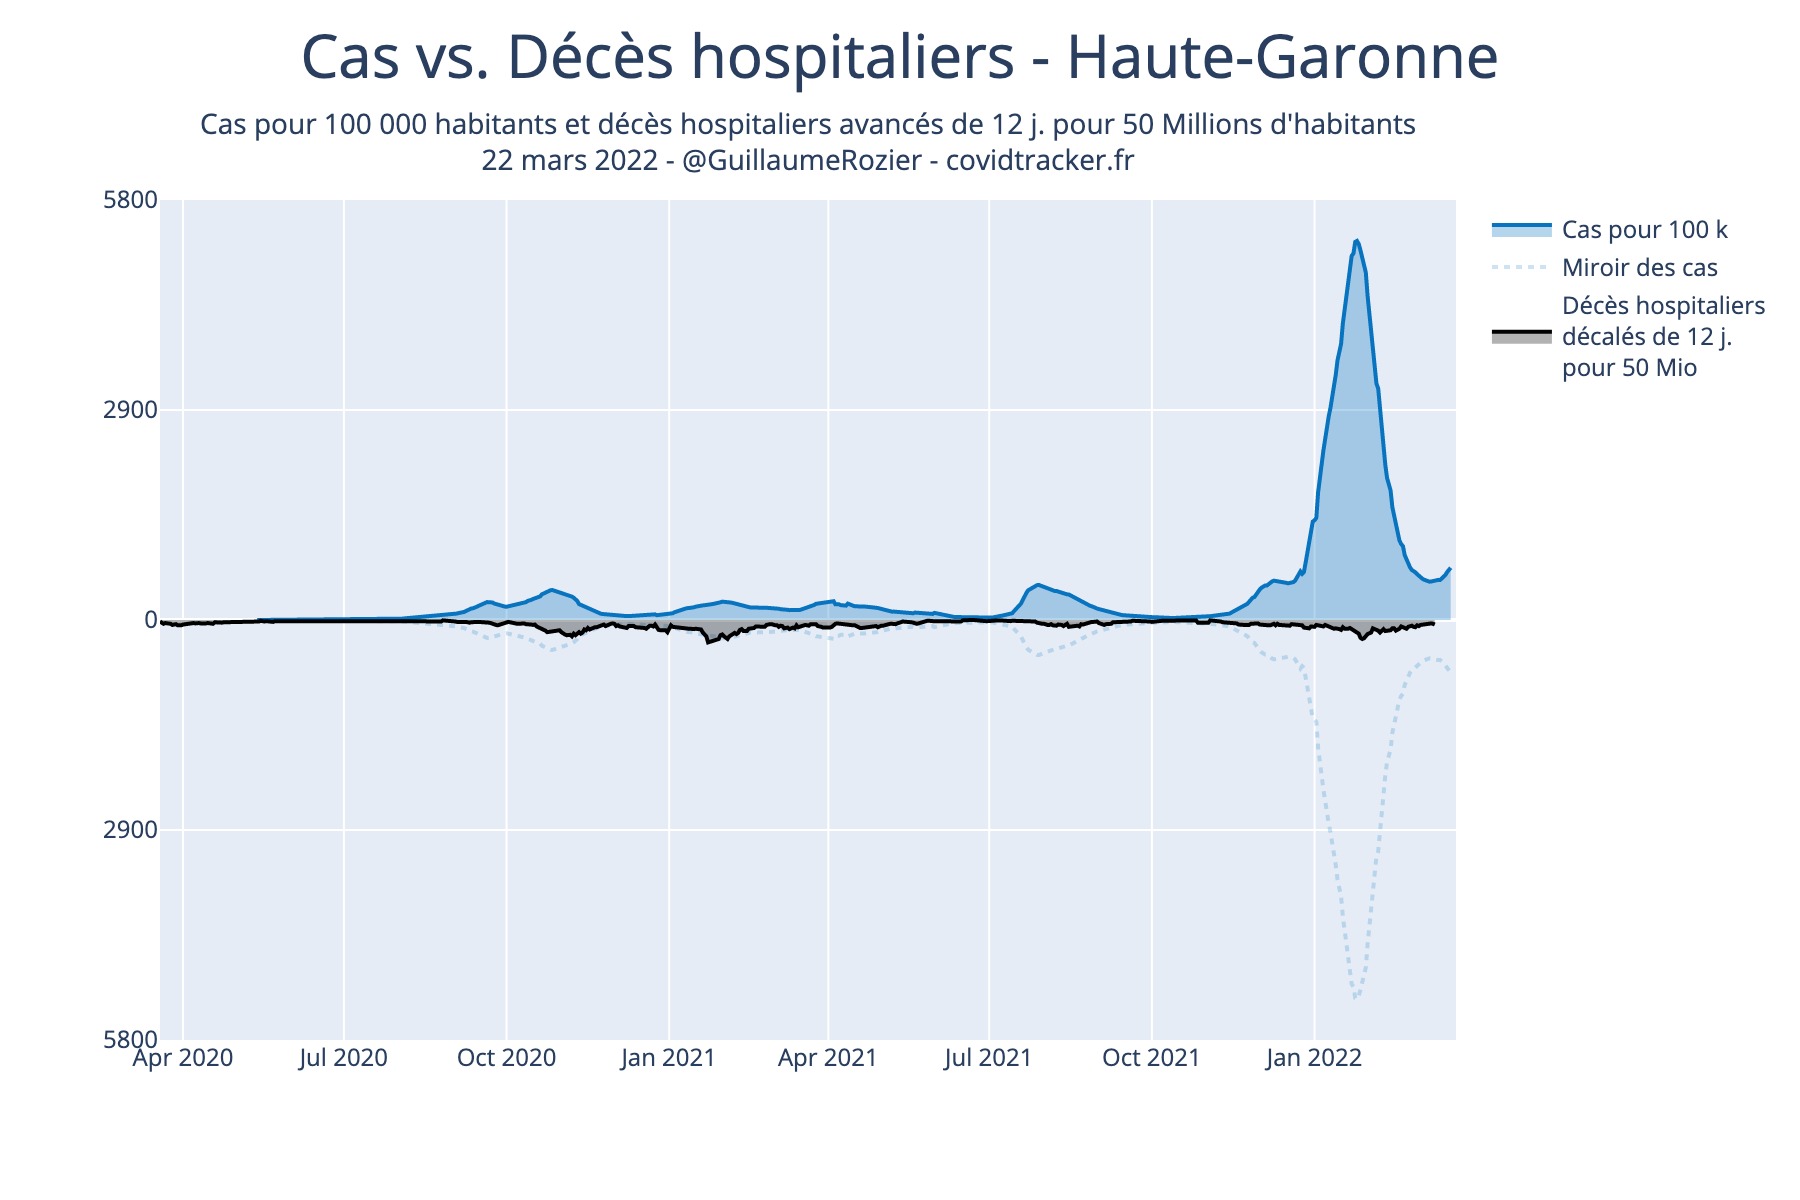 Cas vs. Décès hospitaliers - Haute-Garonne
Cas pour 100 000 habitants et décès hospitaliers avancés de 12 j. pour 50 Millions d'habitants
22 mars 2022 - @GuillaumeRozier - covidtracker.fr
5800
2900
0
2900
5800
Apr 2020
Jul 2020
Oct 2020
Jan 2021
Apr 2021
Jul 2021
Oct 2021
Jan 2022
Cas pour 100 k
Miroir des cas
Décès hospitaliers
décalés de 12 j.
pour 50 Mio